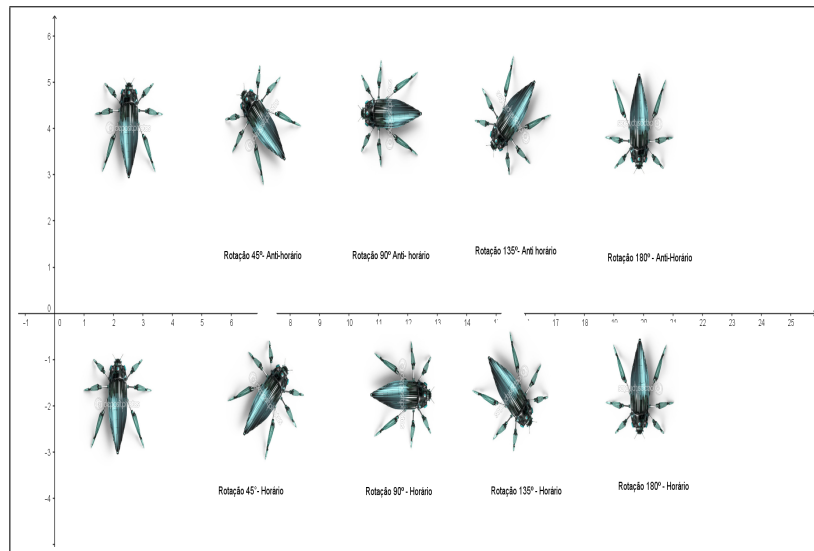 6
5
4
3
2
1
0
Rotação 45º- Anti-horário
Rotação 90º Anti- horário
Rotação 135º- Anti horário
Rotação 180º - Anti-Horário
-1 0 1 2 3 4 5 6 8 9 10 11 12 13 14 17 18 19 20 21 22 23 24 25
-1
-2
-3
-4
Rotação 45°- Horário
Rotação 90º - Horário
Rotação 135º - Horário
Rotação 180º - Horário